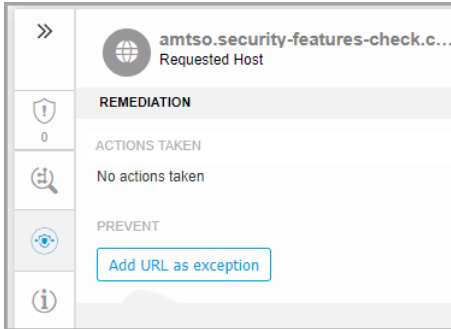 amtso.security-features-check.c...
Requested Host
REMEDIATION
0
ACTIONS TAKEN
No actions taken
PREVENT
Add URL as exception